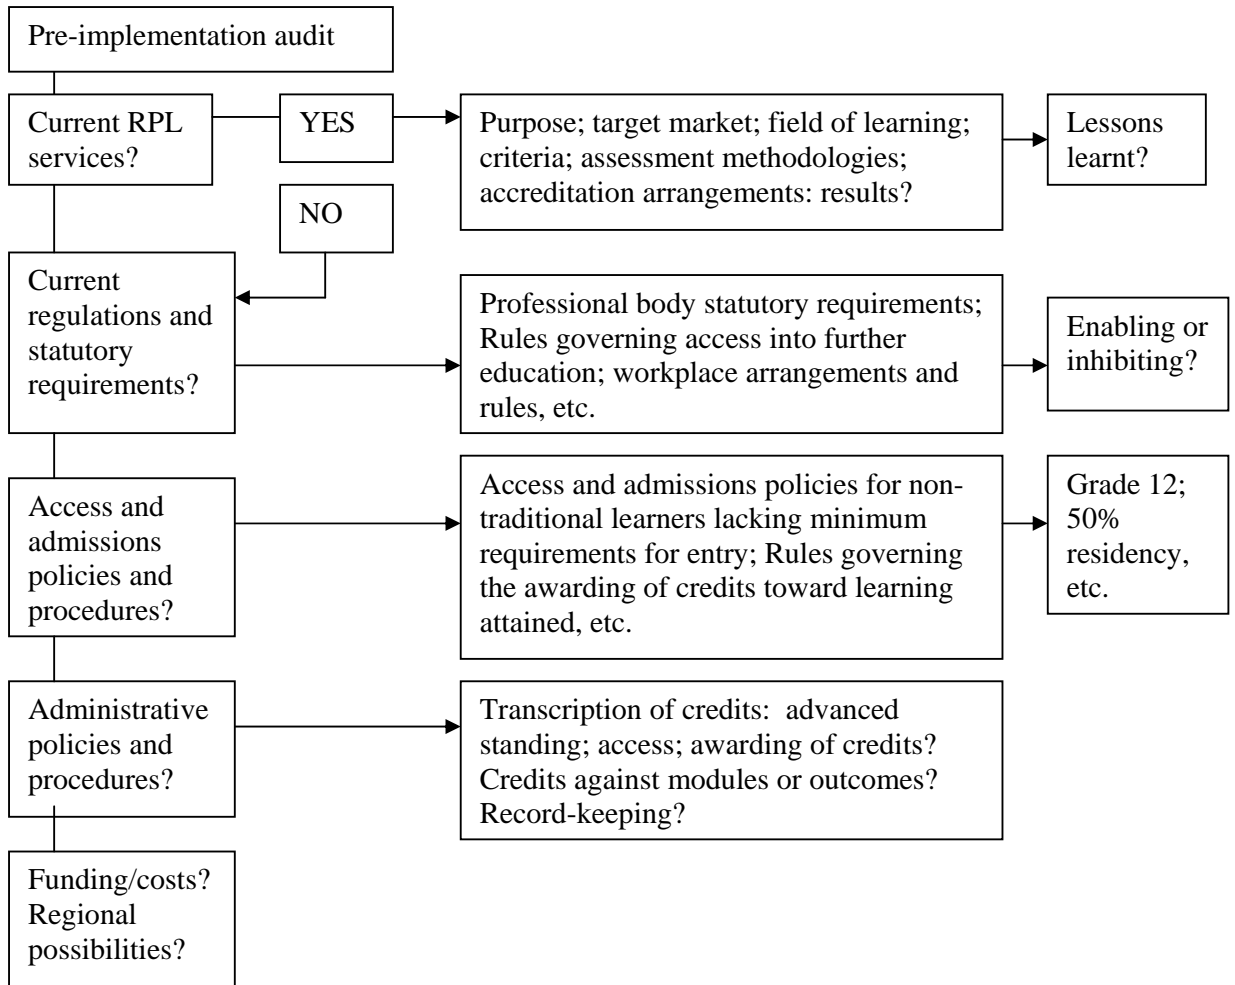 Pre-implementation audit
Current RPL
services?
YES
Purpose; target market; field of learning;
criteria; assessment methodologies;
accreditation arrangements: results?
Lessons
learnt?
NO
Current
regulations and
statutory
requirements?
Professional body statutory requirements;
Rules governing access into further
education; workplace arrangements and
rules, etc.
Enabling or
inhibiting?
Access and
admissions
policies and
procedures?
Access and admissions policies for non-
traditional learners lacking minimum
requirements for entry; Rules governing
the awarding of credits toward learning
attained, etc.
Grade 12;
50%
residency,
etc.
Administrative
policies and
procedures?
Transcription of credits:  advanced
standing; access; awarding of credits?
Credits against modules or outcomes?
Record-keeping?
Funding/costs?
Regional
possibilities?